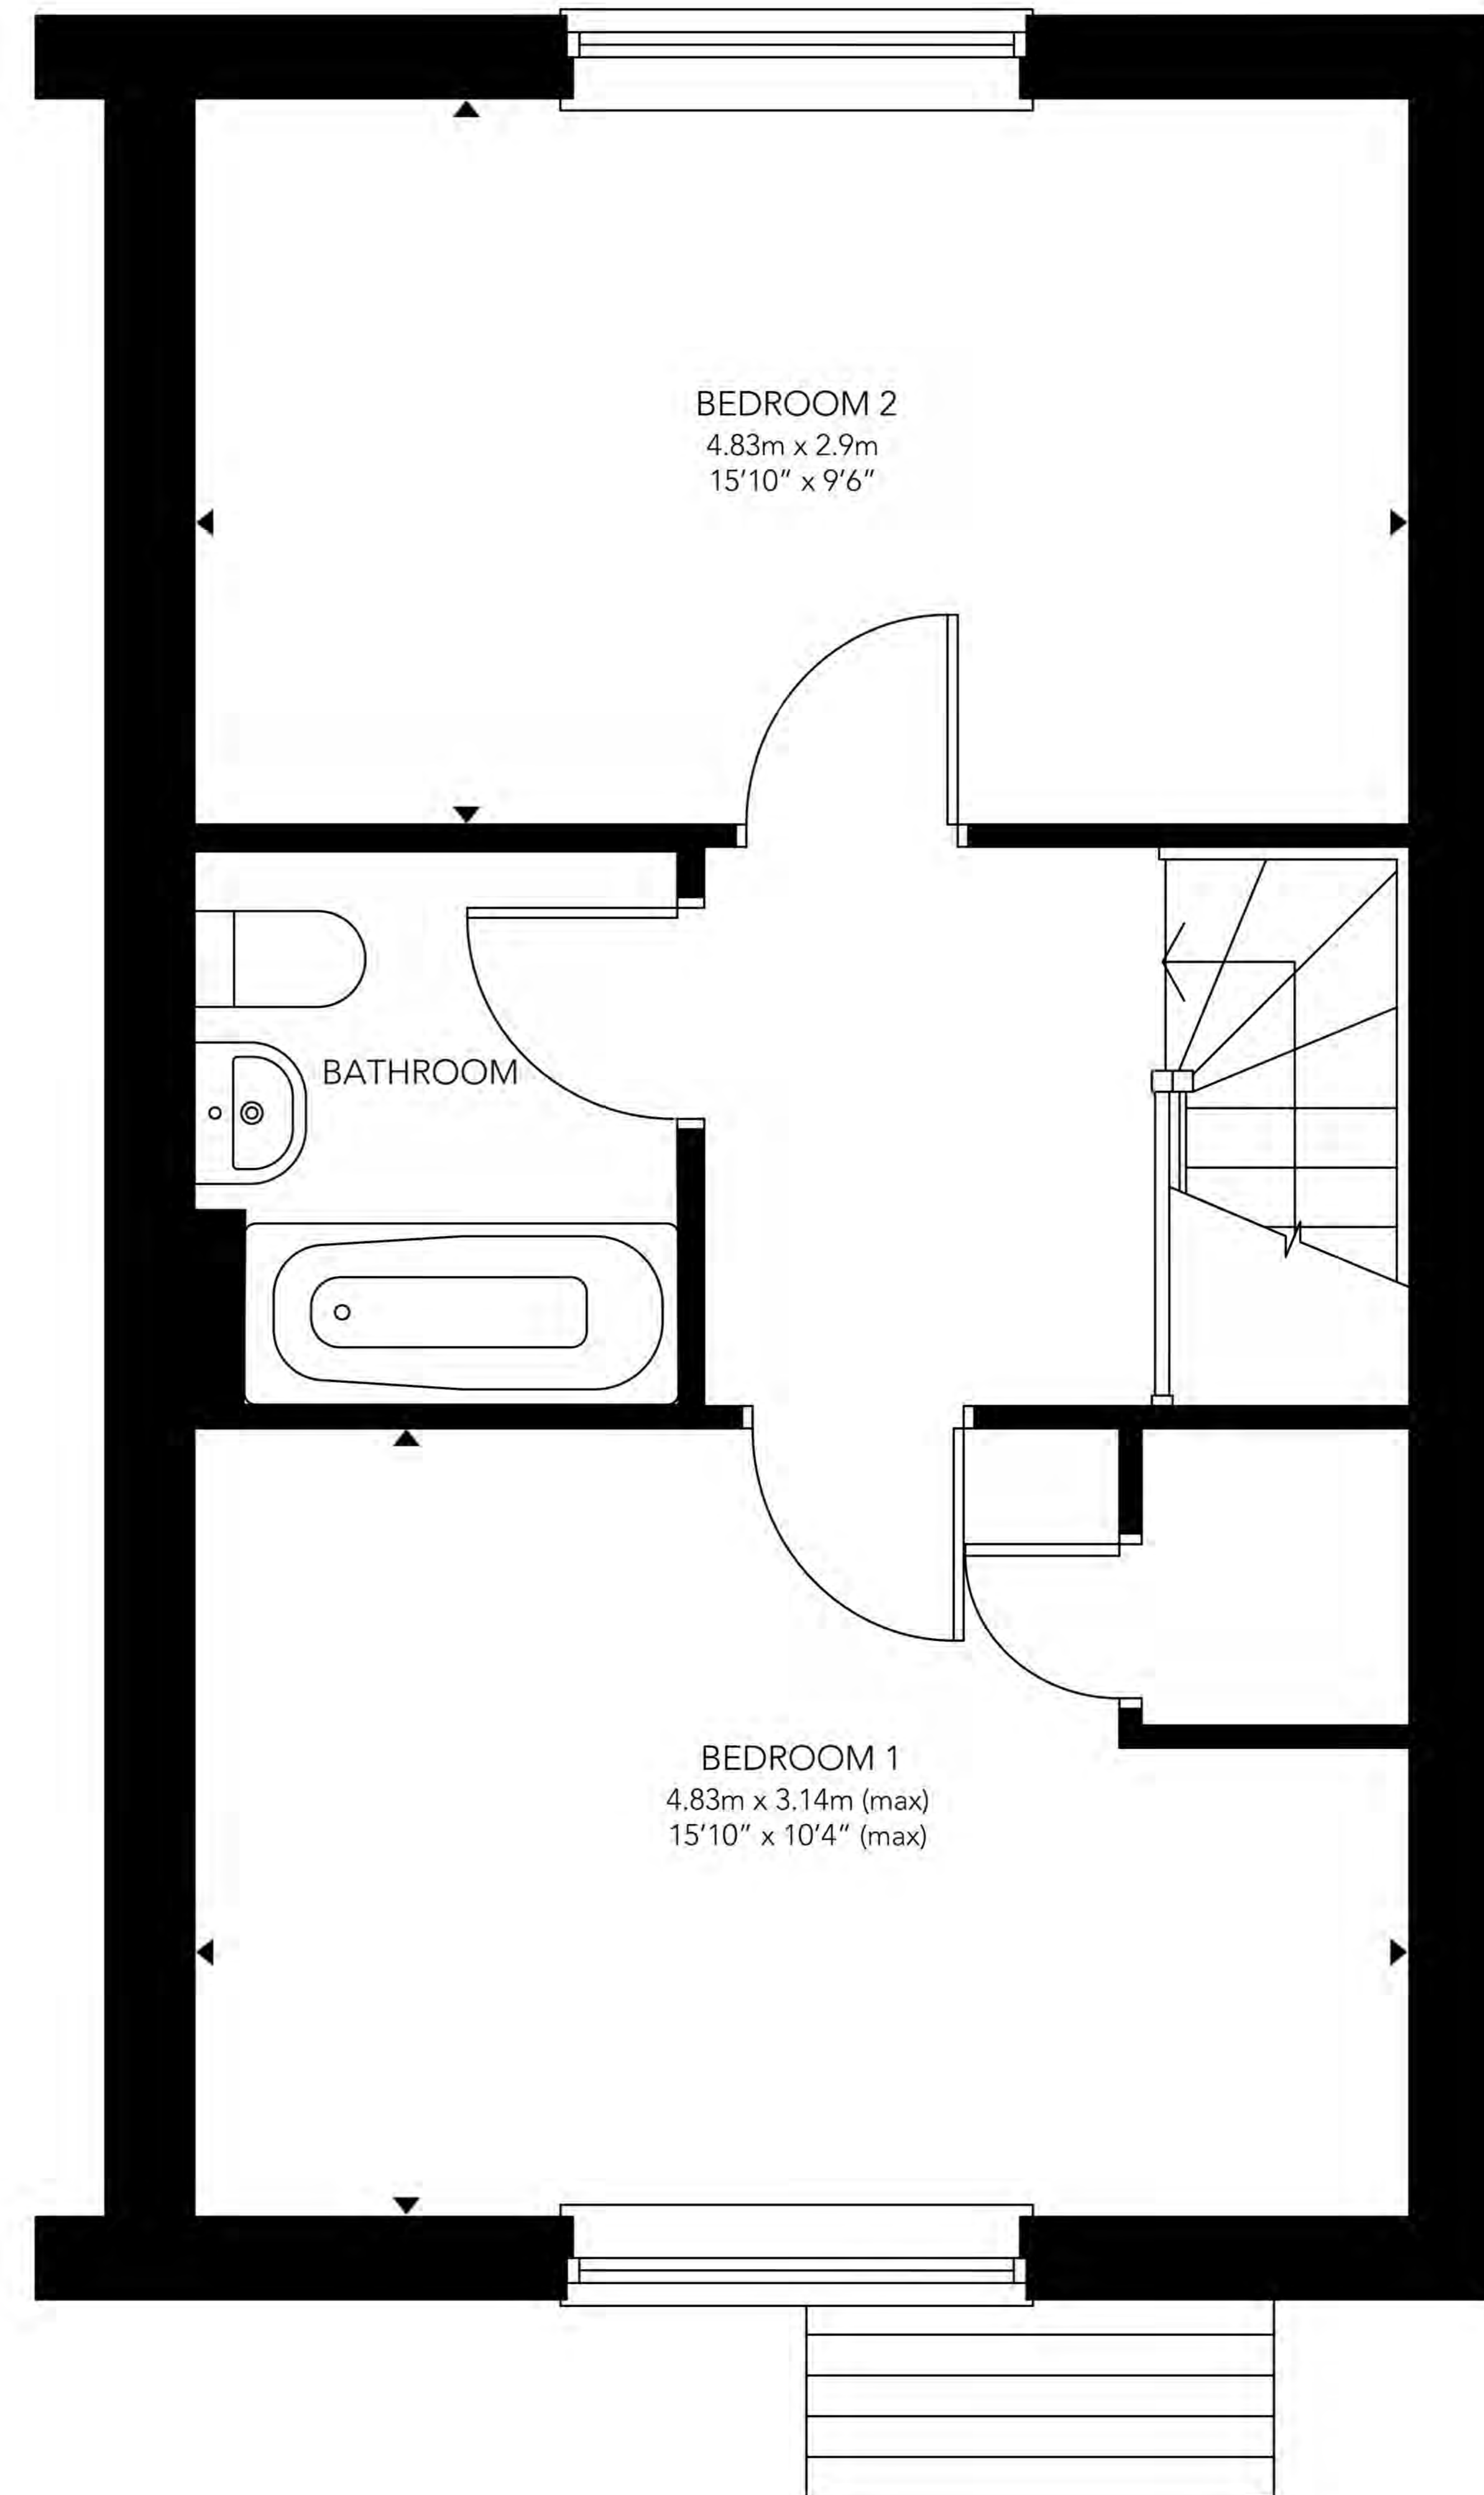 BEDROOM 2
4.83m x 2.9m
15'10" x 9'6"
BATHROOM
BEDROOM 1
4.83m x 3.14m (max)
15'10" x 10'4" (max)